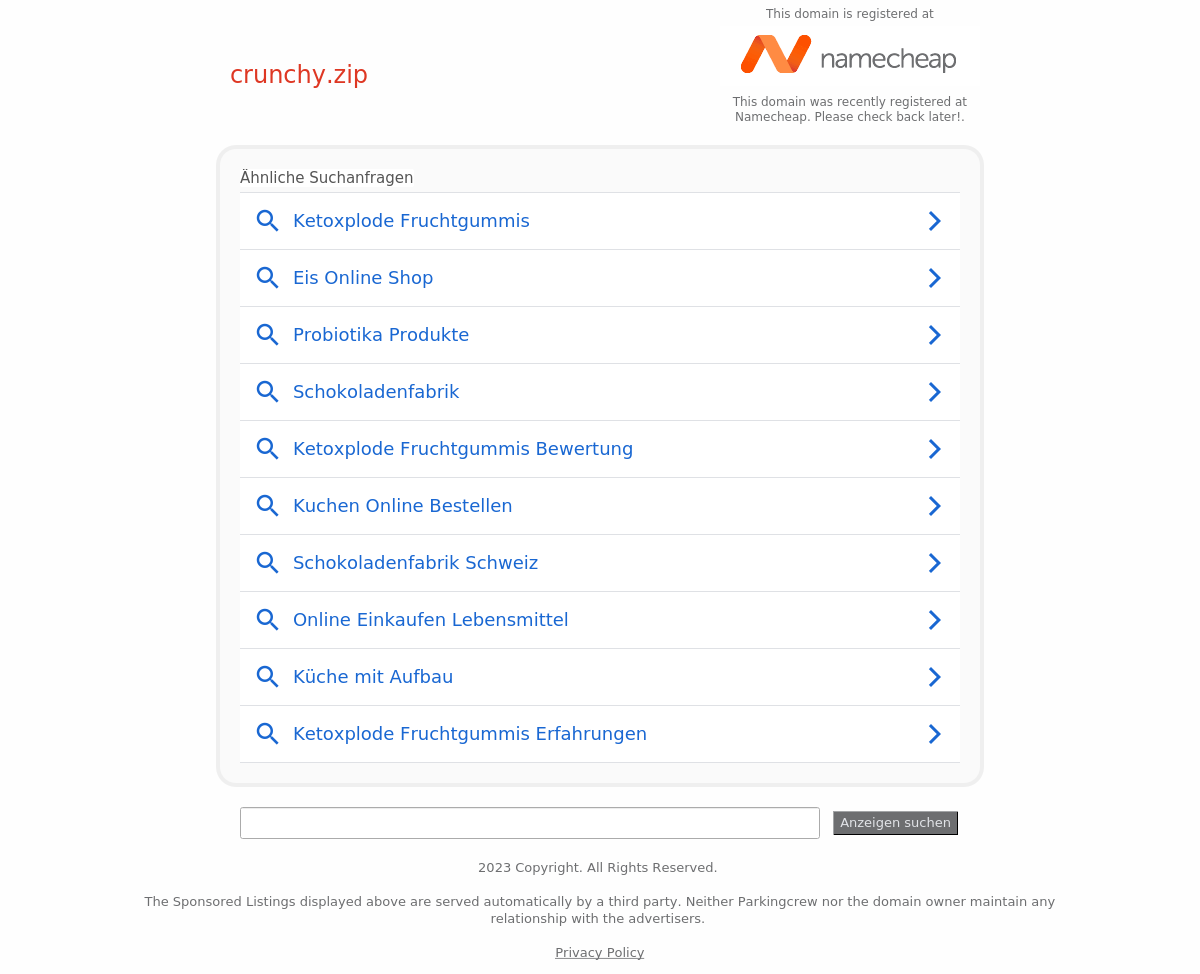 This domain is registered at
namecheap
crunchy.zip
This domain was recently registered at
Namecheap. Please check back later!.
Ähnliche Suchanfragen
Ketoxplode Fruchtgummis
Eis Online Shop
Probiotika Produkte
Schokoladenfabrik
Ketoxplode Fruchtgummis Bewertung
Kuchen Online Bestellen
Schokoladenfabrik Schweiz
Online Einkaufen Lebensmittel
Küche mit Aufbau
Ketoxplode Fruchtgummis Erfahrungen
Anzeigen suchen
2023 Copyright. All Rights Reserved.
The Sponsored Listings displayed above are served automatically by a third party. Neither Parkingcrew nor the domain owner maintain any
relationship with the advertisers.
Privacy Policy